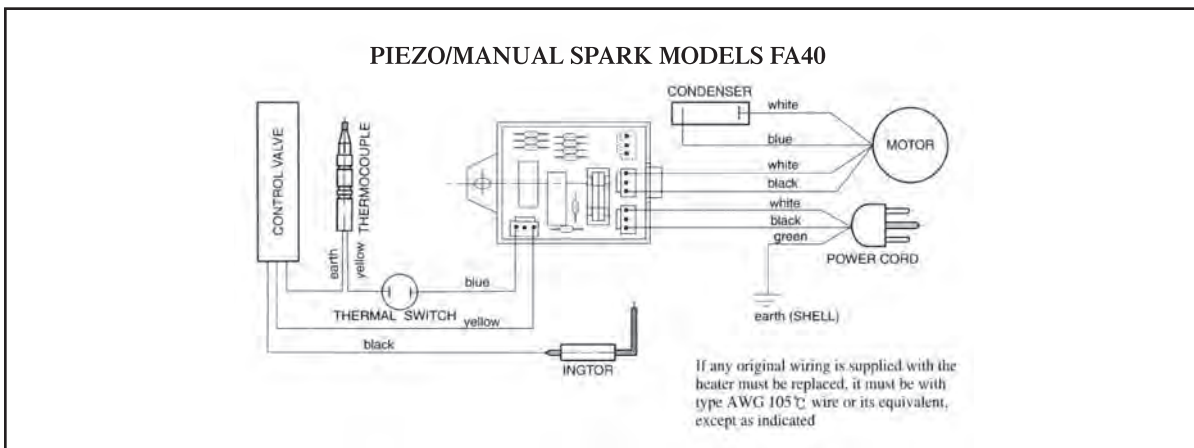 PIEZO/MANUAL SPARK MODELS FA40
CONDENSER
white
blue
MOTOR
white
black
white
black
green
POWER CORD
earth (SHELL)
CONTROL VALVE
THERMOCOUPLE
earth
yellow
blue
THERMAL SWITCH
yellow
black
INGTOR
If any original wiring is supplied with the
heater must be replaced, it must be with
type AWG 105℃ wire or its equivalent,
except as indicated